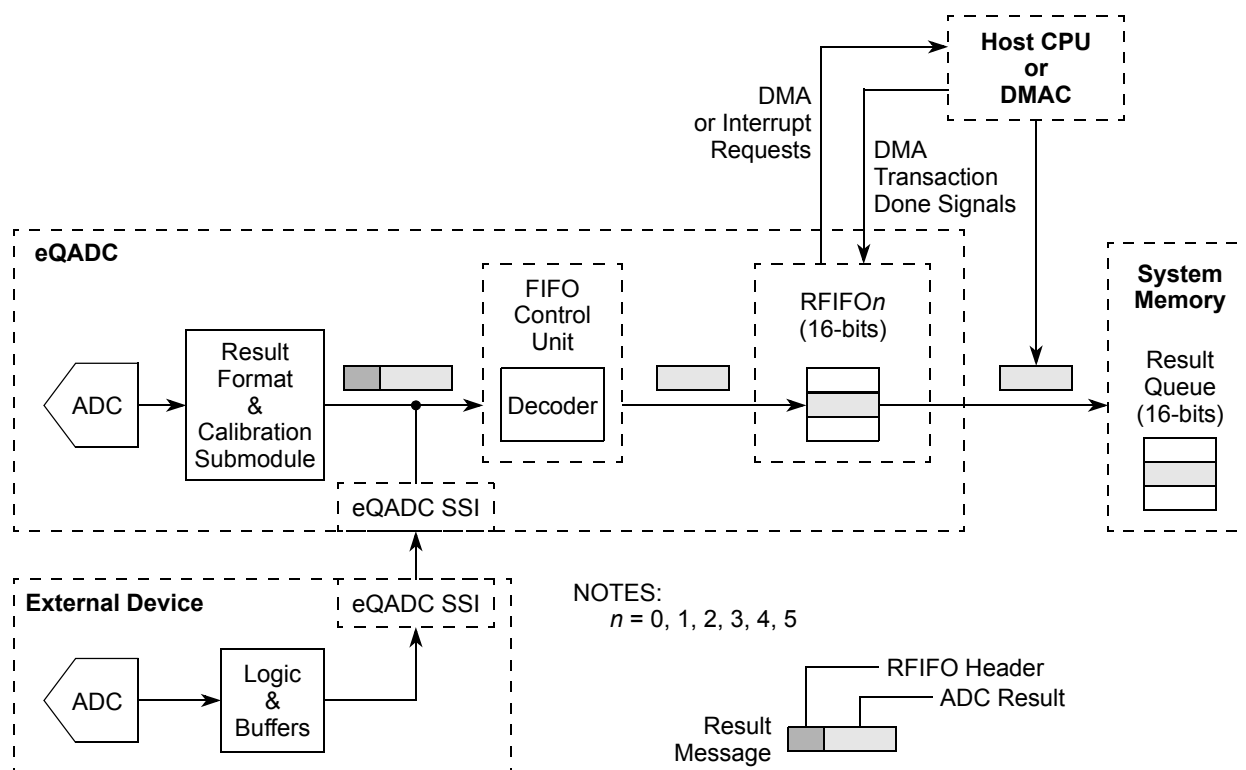 Host CPU
or
DMAC
DMA
or Interrupt
Requests
DMA
Transaction
Done Signals
eQADC
ADC
Result
Format
&
Calibration
Submodule
FIFO
Control
Unit
Decoder
RFIFOn
(16-bits)
System
Memory
Result
Queue
(16-bits)
eQADC SSI
External Device
eQADC SSI
ADC
Logic
&
Buffers
NOTES:
n = 0, 1, 2, 3, 4, 5
RFIFO Header
ADC Result
Result
Message